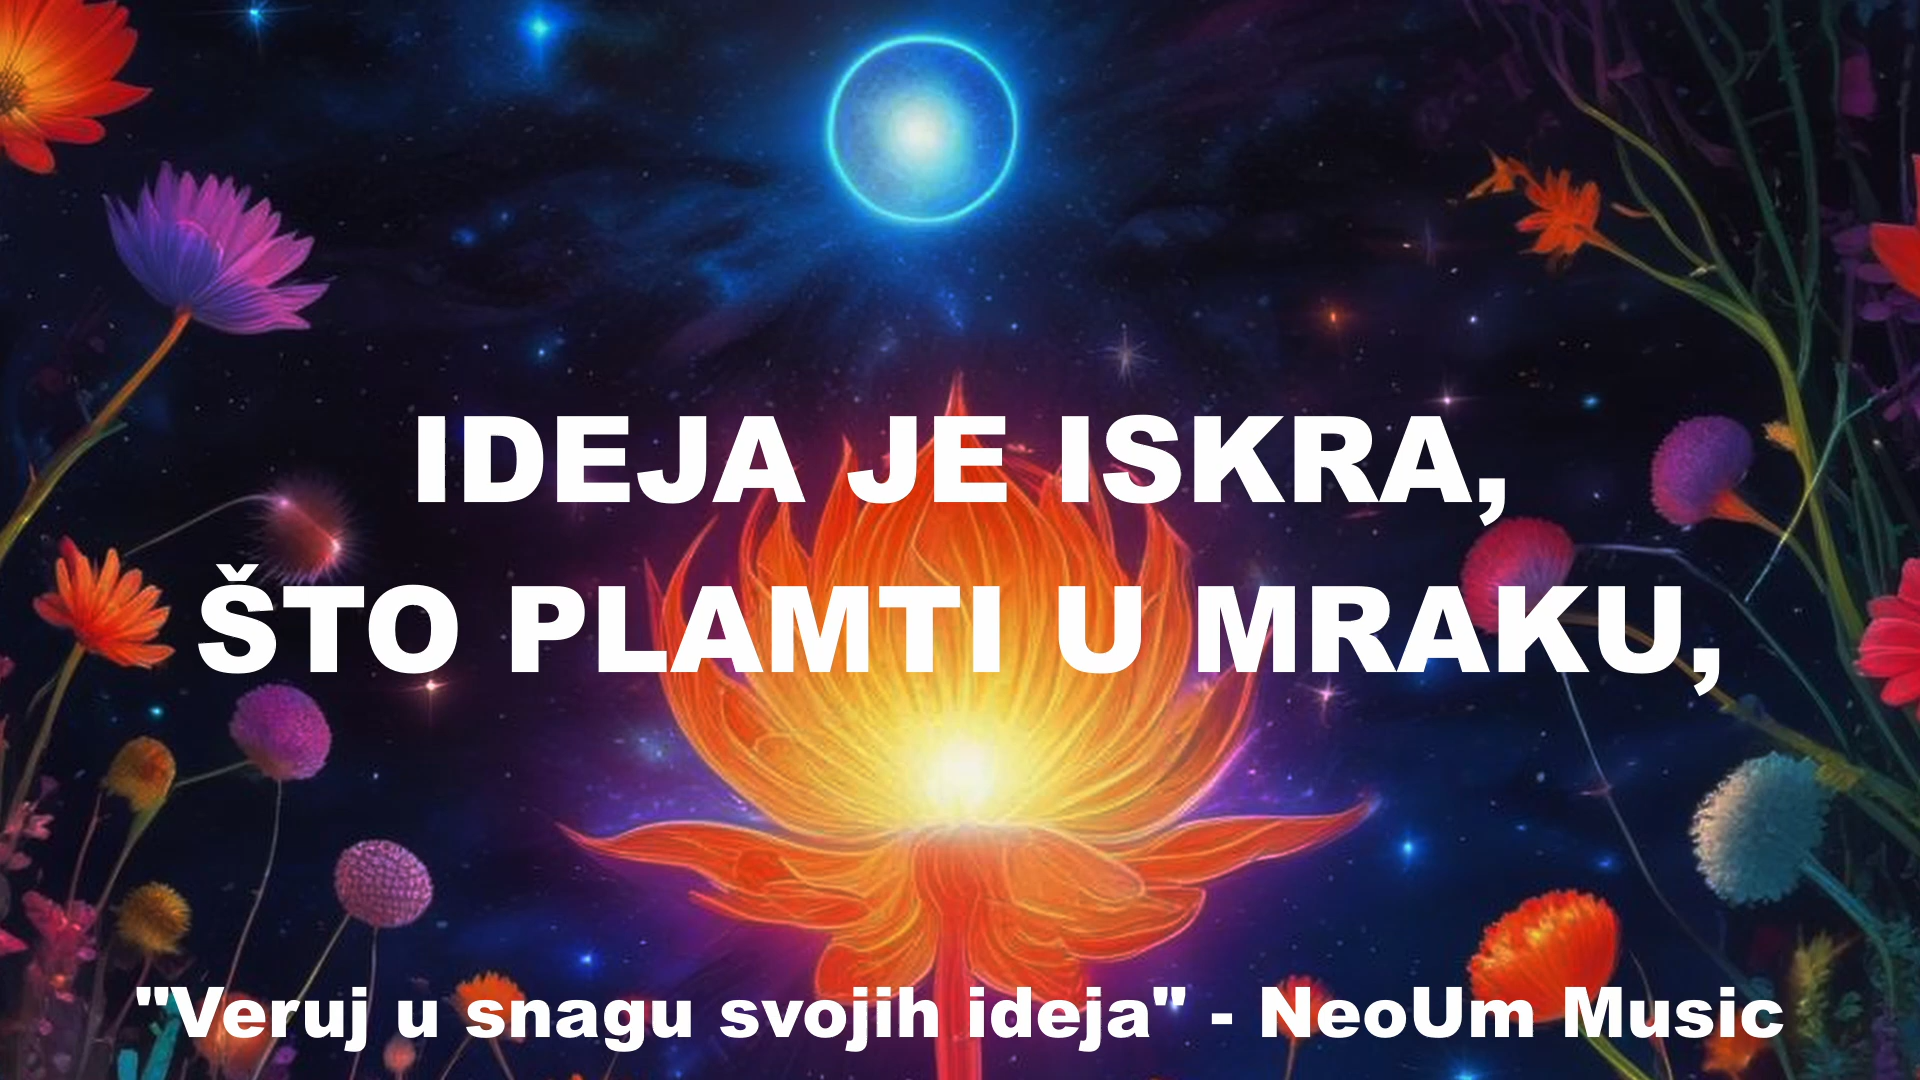 IDEJA JE ISKRA,
ŠTO PLAMTI U MRAKU,
"Veruj u snagu svojih ideja" - NeoUm Music